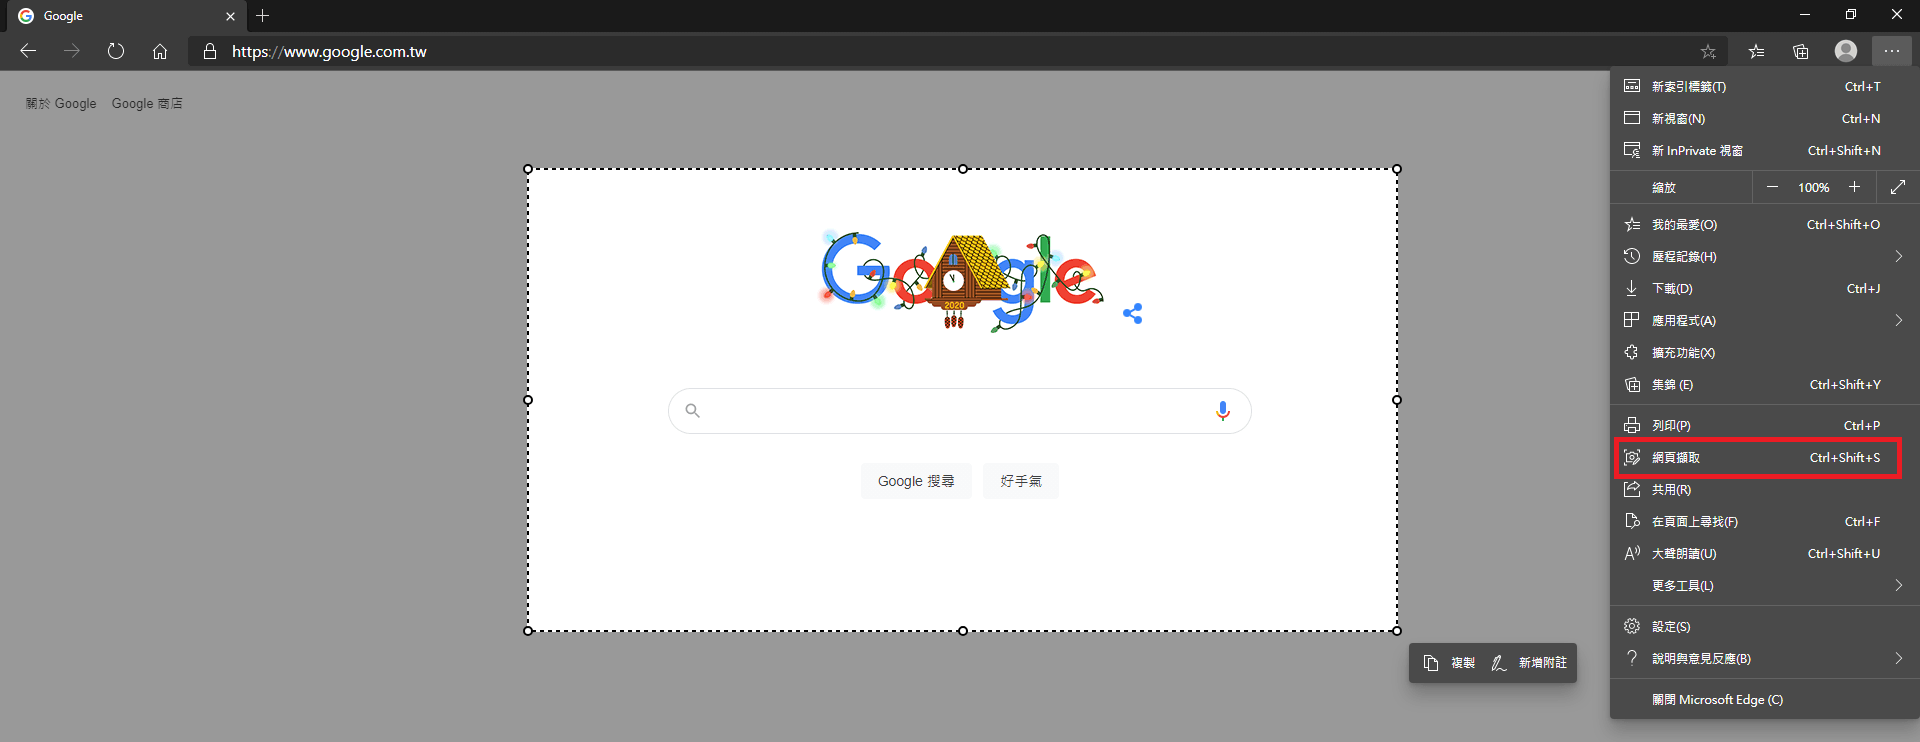 Google
https://www.google.com.tw
關於 Google
Google 商店
Google
2020
Google 搜尋
好手氣
複製
新增附註
新索引標籤(T) Ctrl+T
新視窗(N) Ctrl+N
新 InPrivate 視窗 Ctrl+Shift+N
縮放 100%
我的最愛(O) Ctrl+Shift+O
歷程記錄(H)
下載(D) Ctrl+J
應用程式(A)
擴充功能(X)
集錦 (E) Ctrl+Shift+Y
列印(P) Ctrl+P
網頁擷取 Ctrl+Shift+S
共用(R)
在頁面上尋找(F) Ctrl+F
大聲朗讀(U) Ctrl+Shift+U
更多工具(L)
設定(S)
說明與意見反應(B)
關閉 Microsoft Edge (C)